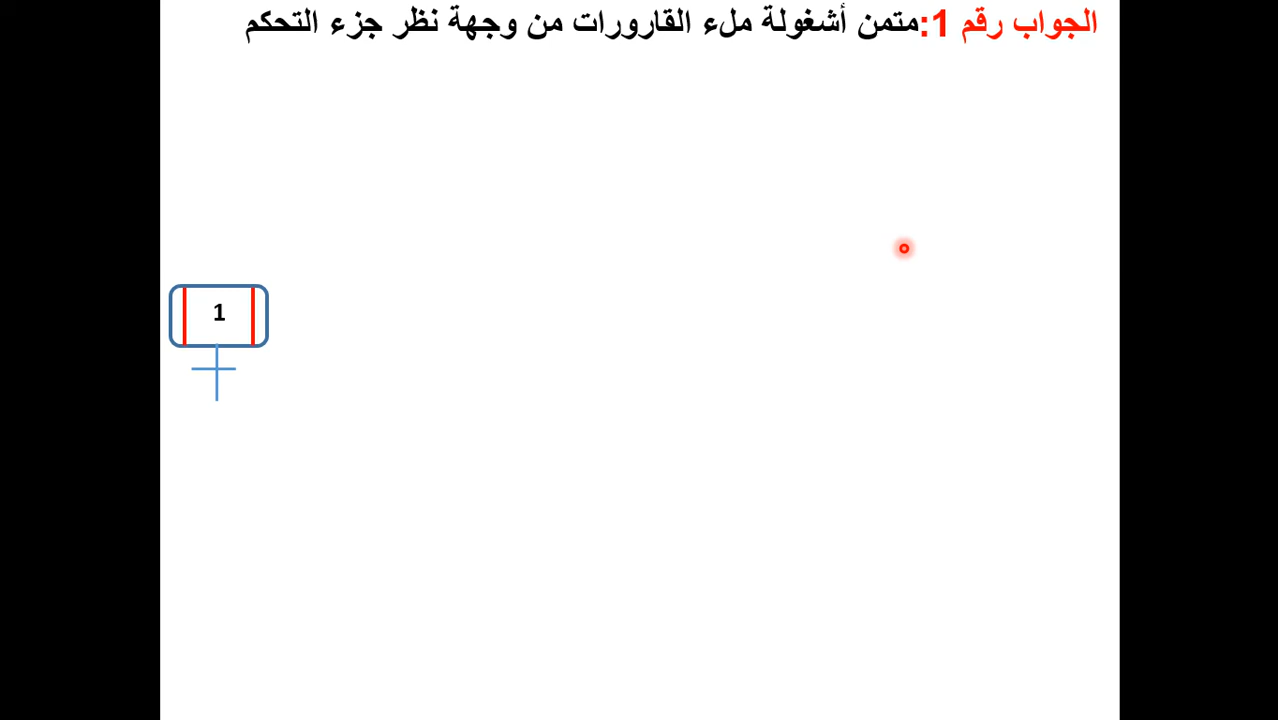 الجواب رقم 1:متمن أشغولة ملء القارورات من وجهة نظر جزء التحكم
1